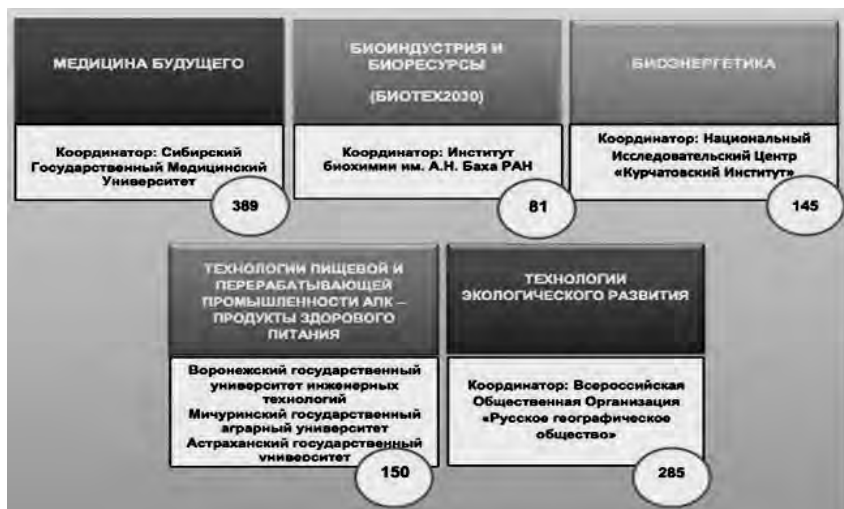 МЕДИЦИНА БУДУЩЕГО
Координатор: Сибирский
Государственный Медицинский
Университет
389
БИОИНДУСТРИЯ И
БИОРЕСУРСЫ
(БИОТЕХ2030)
Координатор: Институт
биохимии им. А.Н. Баха РАН
81
БИОЭНЕРГЕТИКА
Координатор: Национальный
Исследовательский Центр
«Курчатовский Институт»
145
ТЕХНОЛОГИИ ПИЩЕВОЙ И
ПЕРЕРАБАТЫВАЮЩЕЙ
ПРОМЫШЛЕННОСТИ АПК –
ПРОДУКТЫ ЗДОРОВОГО
ПИТАНИЯ
Воронежский государственный
университет инженерных
технологий
Мичуринский государственный
аграрный университет
Астраханский государственный
университет
150
ТЕХНОЛОГИИ
ЭКОЛОГИЧЕСКОГО РАЗВИТИЯ
Координатор: Всероссийская
Общественная Организация
«Русское географическое
общество»
285